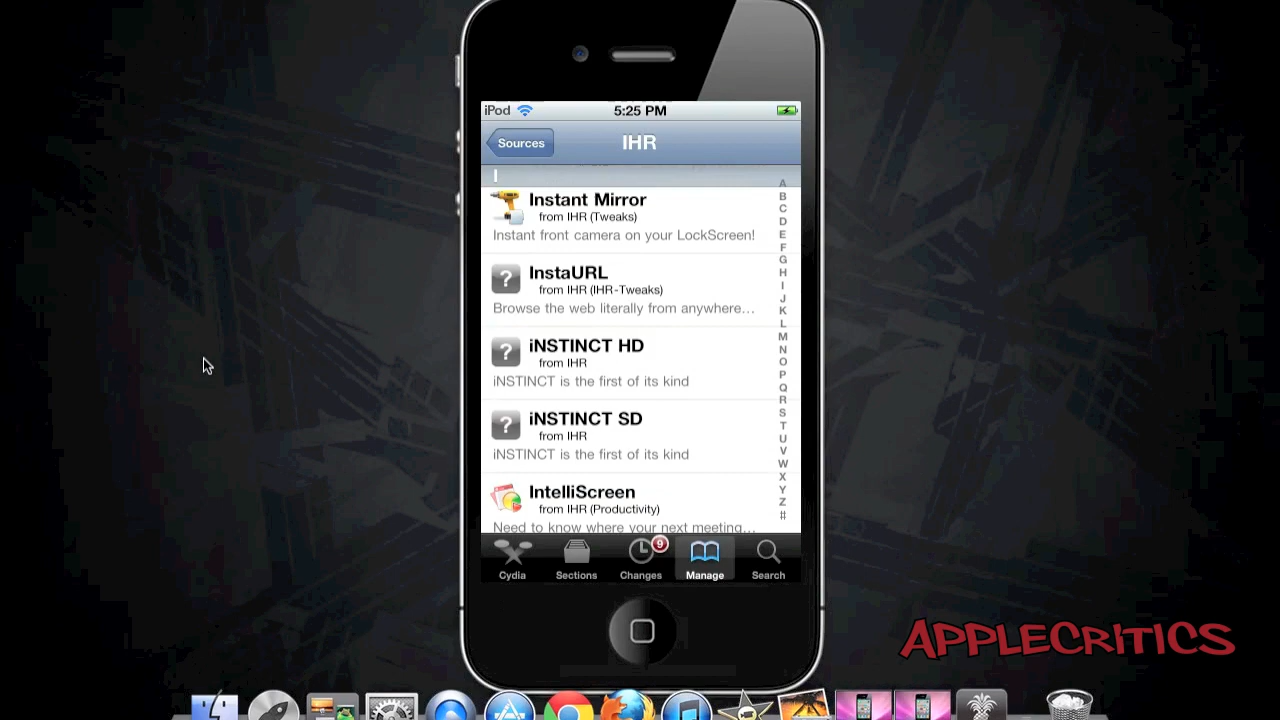 iPod 5:25 PM
Sources IHR
I
Instant Mirror
from IHR (Tweaks)
Instant front camera on your LockScreen!
InstaURL
from IHR (IHR-Tweaks)
Browse the web literally from anywhere...
iNSTINCT HD
from IHR
iNSTINCT is the first of its kind
iNSTINCT SD
from IHR
iNSTINCT is the first of its kind
IntelliScreen
from IHR (Productivity)
Need to know where your next meeting...
A
B
C
D
E
F
G
H
I
J
K
L
M
N
O
P
Q
R
S
T
U
V
W
X
Y
Z
#
9
Cydia Sections Changes Manage Search
APPLECRITICS